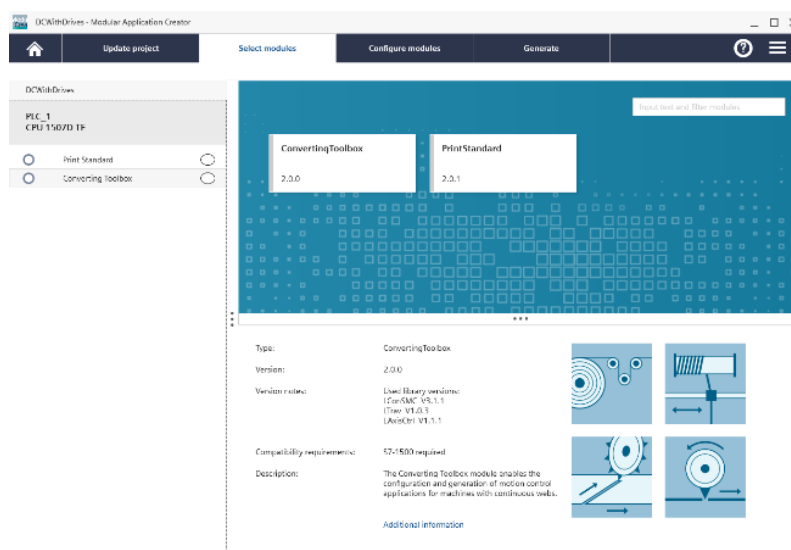 DCWithDrives - Modular Application Creator
Update project
Select modules
Configure modules
Generate
DCWithDrives
PLC_1
CPU 1507D TF
Print Standard
Converting Toolbox
Input text and filter modules
ConvertingToolbox
2.0.0
PrintStandard
2.0.1
Type: ConvertingToolbox
Version: 2.0.0
Version notes: Used library versions:
LConSMC V3.1.1
LTrav V1.0.3
LAxisCtrl V1.1.1
Compatibility requirements: S7-1500 required
Description: The Converting Toolbox module enables the
configuration and generation of motion control
applications for machines with continuous webs.
Additional information